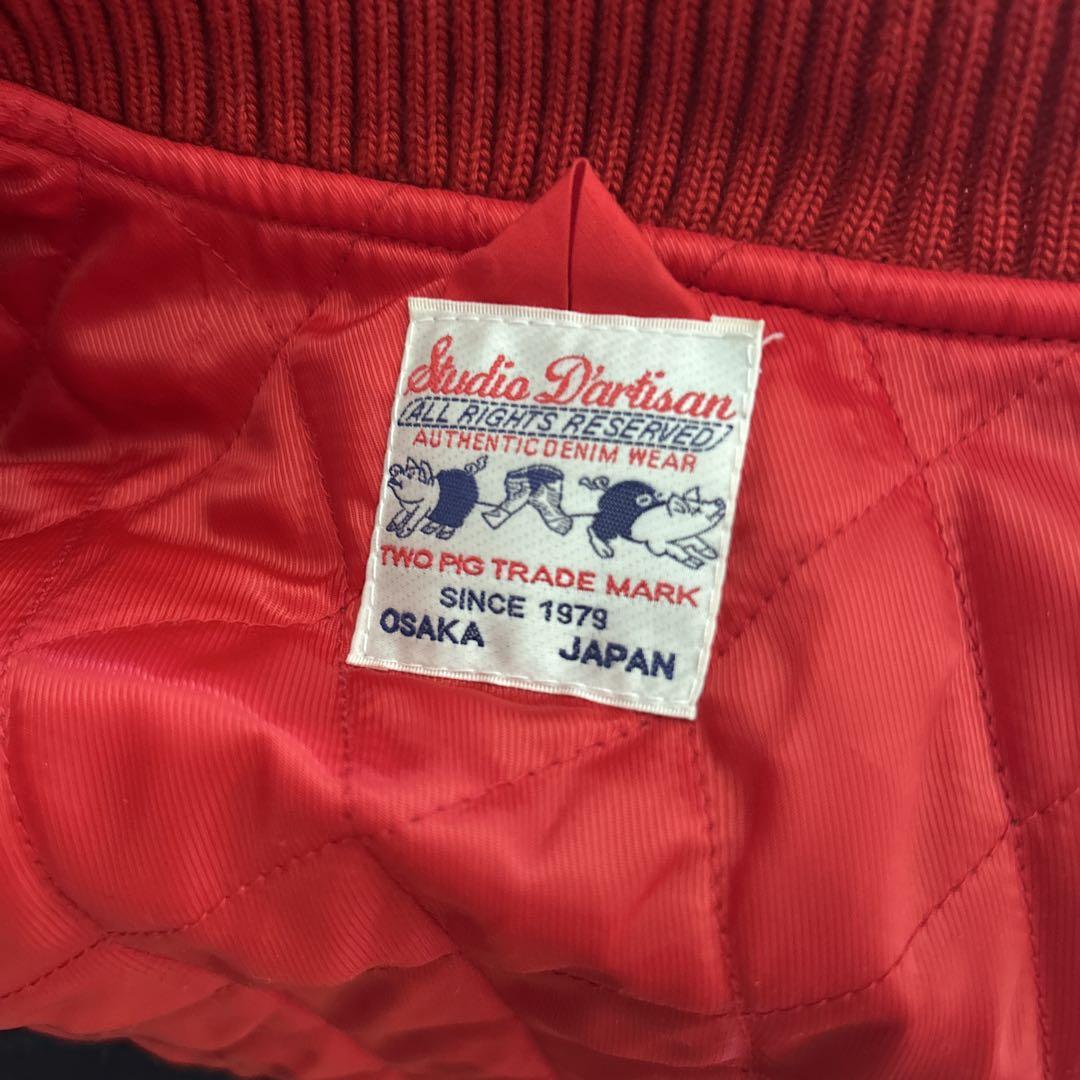 Studio D'artisan
(ALL RIGHTS RESERVED)
AUTHENTIC DENIM WEAR
TWO PIG TRADE MARK
SINCE 1979
OSAKA JAPAN